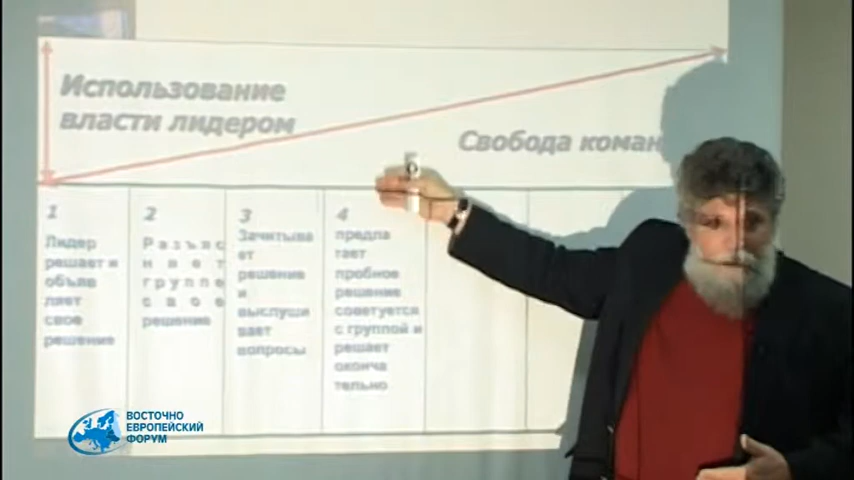 Использование
власти лидером
Свобода коман
1
Лидер
решает и
объяв
ляет
свое
решение
2
Разъяс
няет
группе
свое
решение
3
Зачитыва
ет
решение
и
выслуши
вает
вопросы
4
предла
гает
пробное
решение
советуется
с группой и
решает
оконча
тельно
ВОСТОЧНО
ЕВРОПЕЙСКИЙ
ФОРУМ